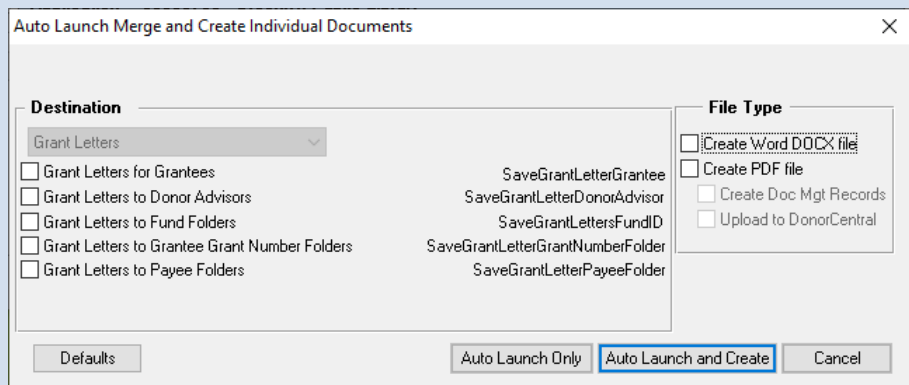 Auto Launch Merge and Create Individual Documents
Destination
Grant Letters
Grant Letters for Grantees SaveGrantLetterGrantee
Grant Letters to Donor Advisors SaveGrantLetterDonorAdvisor
Grant Letters to Fund Folders SaveGrantLettersFundID
Grant Letters to Grantee Grant Number Folders SaveGrantLetterGrantNumberFolder
Grant Letters to Payee Folders SaveGrantLetterPayeeFolder
File Type
Create Word DOCX file
Create PDF file
Create Doc Mgt Records
Upload to DonorCentral
Defaults Auto Launch Only Auto Launch and Create Cancel